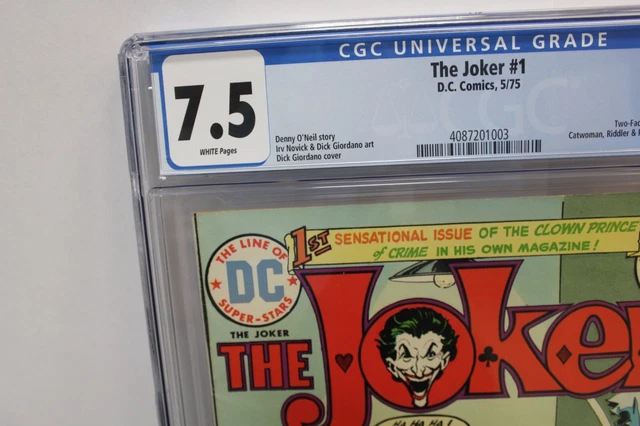 CGC UNIVERSAL GRADE
7.5
WHITE Pages
The Joker #1
D.C. Comics, 5/75
Denny O'Neil story
Irv Novick & Dick Giordano art
Dick Giordano cover
4087201003
Two-Fac
Catwoman, Riddler &
CGC
1ST SENSATIONAL ISSUE OF THE CLOWN PRINCE
of CRIME IN HIS OWN MAGAZINE!
THE LINE OF
DC
SUPER-STARS
THE JOKER
THE JOKE
HA HA HA!